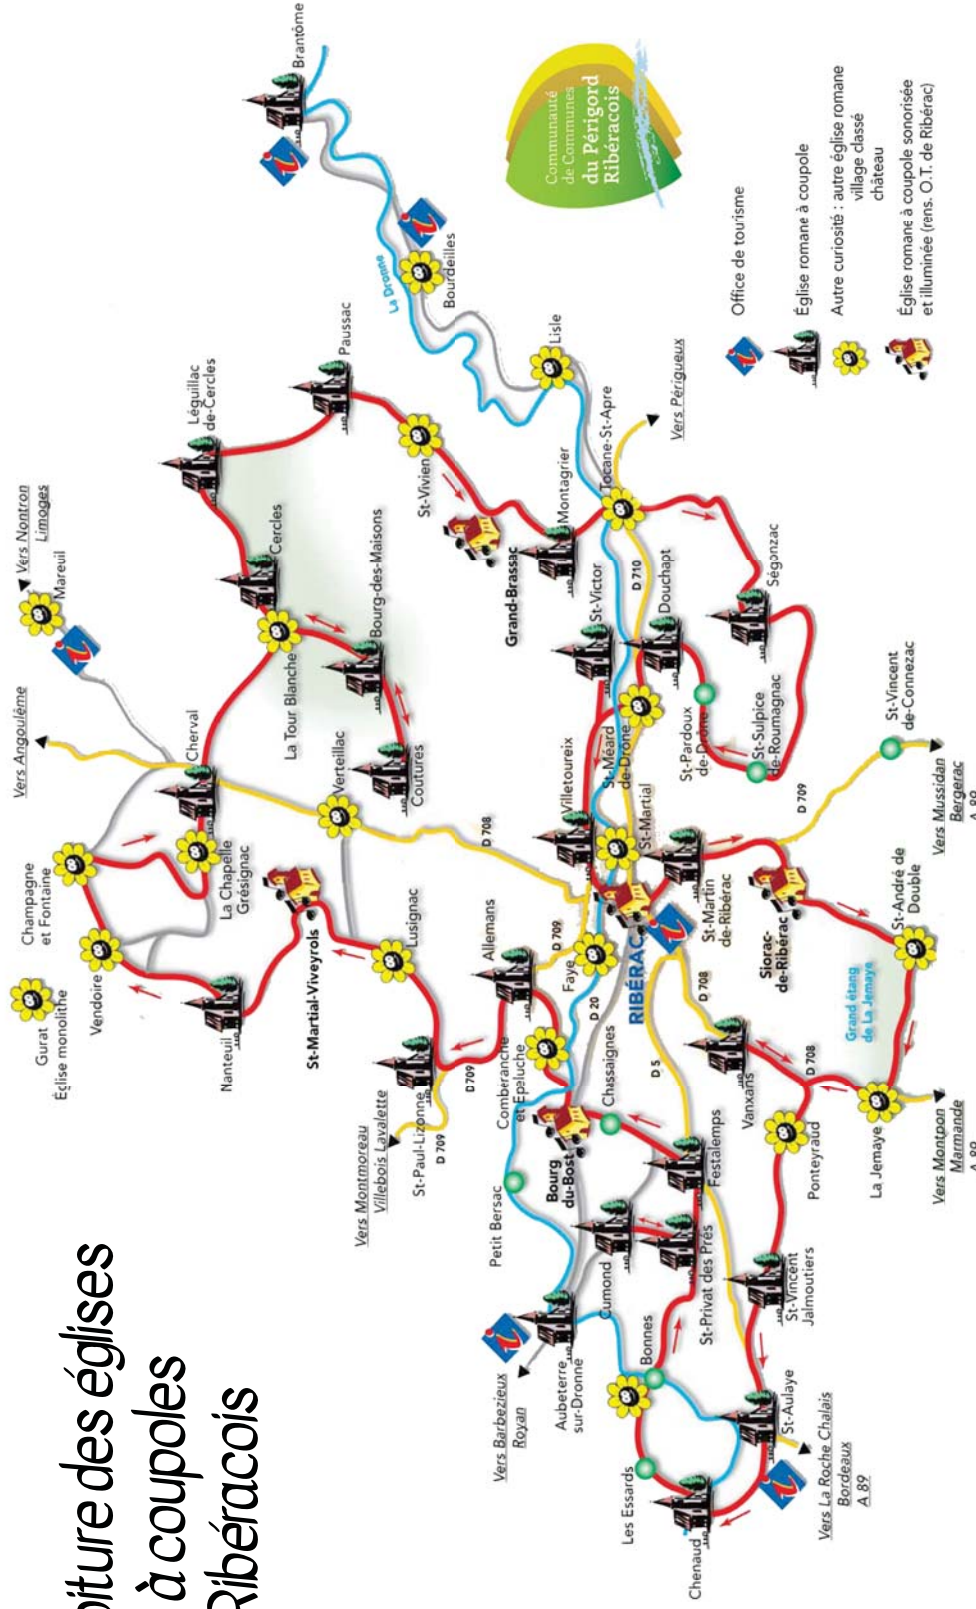 oiture des églises
à coupoles
Ribéracois
Brantôme
Communauté
de Communes
du Périgord
Ribéracois
Office de tourisme
Église romane à coupole
Autre curiosité : autre église romane
village classé
château
Église romane à coupole sonorisée
et illuminée (rens. O.T. de Ribérac)
La Dronne
Bourdeilles
Lisle
Paussac
Léguillac
de-Cercles
Vers Périgueux
Tocane-St-Apre
St-Vivien
Montagrier
Grand-Brassac
Cercles
Bourg-des-Maisons
La Tour Blanche
Coutures
Vers Nontron
Limoges
Mareuil
Vers Angoulême
Cherval
Verteillac
D 708
Champagne
et Fontaine
La Chapelle
Grésignac
Vendoire
Gurat
Église monolithe
Nanteuil
St-Martial-Viveyrols
Lusignac
St-Victor
D 710
Douchapt
Ségonzac
Villetoureix
St-Méard
de-Drône
St-Pardoux
de-Drône
St-Sulpice
de-Roumagnac
St-Vincent
de-Connezac
D 709
Vers Mussidan
Bergerac
A 89
St-Martial
St-Martin
de-Ribérac
Siorac-
de-Ribérac
St-André de
Double
Grand étang
de La Jemaye
Allemans
D 709
Faye
RIBÉRAC
D 20
D 708
D 5
Vanxans
D 708
Chassaignes
Comberanche
et Epeluche
D 709
St-Paul-Lizonne
D 709
Vers Montmoreau
Villebois Lavalette
Petit Bersac
Bourg
du-Bost
Festalemps
Ponteyraud
La Jemaye
Vers Montpon
Marmande
A 89
Cumond
St-Privat des Prés
St-Vincent
Jalmoutiers
Aubeterre
sur-Dronne
Vers Barbezieux
Royan
Bonnes
St-Aulaye
Les Essards
Chenaud
Vers La Roche Chalais
Bordeaux
A 89